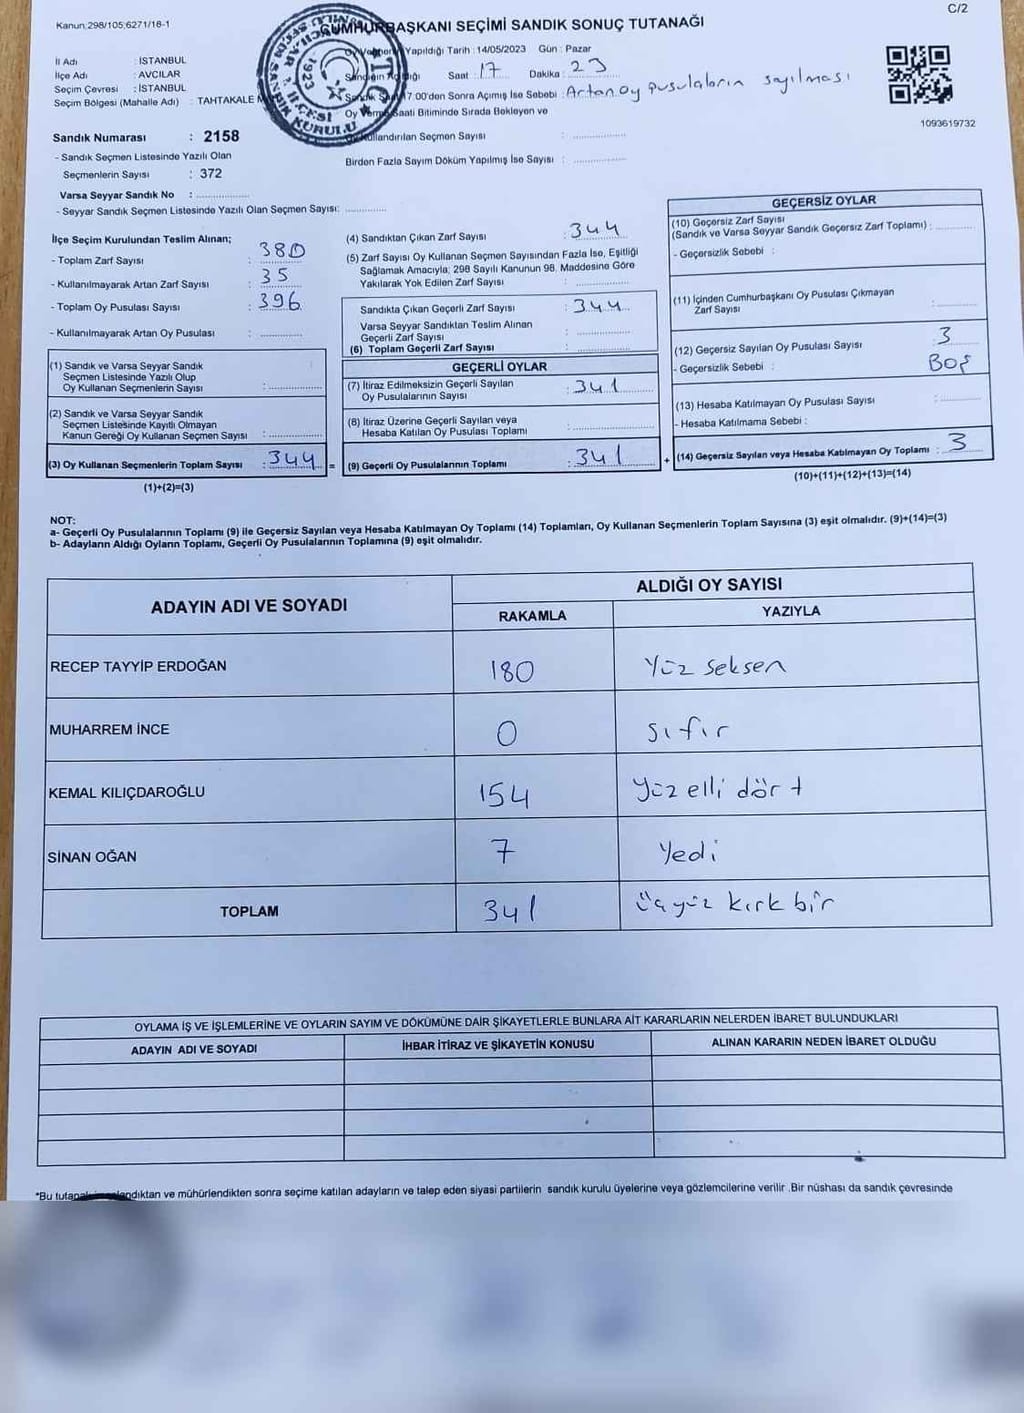 C/2
Kanun,298/105;6271/18-1
CUMHURBAŞKANI SEÇİMİ SANDIK SONUÇ TUTANAĞI
Yapıldığı Tarih : 14/05/2023 Gün : Pazar
İl Adı : İSTANBUL
İlçe Adı : AVCILAR
Seçim Çevresi : İSTANBUL
Seçim Bölgesi (Mahalle Adı) : TAHTAKALE
Saat : 17 Dakika : 23
17.00'den Sonra Açımış İse Sebebi : Artan oy pusulaların sayılması
Oy Verme Saati Bitiminde Sırada Bekleyen ve
Kullandırılan Seçmen Sayısı :
Birden Fazla Sayım Döküm Yapılmış İse Sayısı :
1923
İLÇESİ
KURULU
1093619732
Sandık Numarası : 2158
- Sandık Seçmen Listesinde Yazılı Olan
Seçmenlerin Sayısı : 372
Varsa Seyyar Sandık No :
- Seyyar Sandık Seçmen Listesinde Yazılı Olan Seçmen Sayısı:
İlçe Seçim Kurulundan Teslim Alınan;
- Toplam Zarf Sayısı : 380
- Kullanılmayarak Artan Zarf Sayısı : 35
- Toplam Oy Pusulası Sayısı : 396
- Kullanılmayarak Artan Oy Pusulası :
(1) Sandık ve Varsa Seyyar Sandık
Seçmen Listesinde Yazılı Olup
Oy Kullanan Seçmenlerin Sayısı :
(2) Sandık ve Varsa Seyyar Sandık
Seçmen Listesinde Kayıtlı Olmayan
Kanun Gereği Oy Kullanan Seçmen Sayısı :
(3) Oy Kullanan Seçmenlerin Toplam Sayısı : 344 =
(1)+(2)=(3)
(4) Sandıktan Çıkan Zarf Sayısı : 344
(5) Zarf Sayısı Oy Kullanan Seçmen Sayısından Fazla İse, Eşitliği
Sağlamak Amacıyla; 298 Sayılı Kanunun 98. Maddesine Göre
Yakılarak Yok Edilen Zarf Sayısı :
Sandıkta Çıkan Geçerli Zarf Sayısı : 344
Varsa Seyyar Sandıktan Teslim Alınan
Geçerli Zarf Sayısı :
(6) Toplam Geçerli Zarf Sayısı :
GEÇERLİ OYLAR
(7) İtiraz Edilmeksizin Geçerli Sayılan
Oy Pusulalarının Sayısı : 341
(8) İtiraz Üzerine Geçerli Sayılan veya
Hesaba Katılan Oy Pusulası Toplamı :
(9) Geçerli Oy Pusulalarının Toplamı : 341 +
GEÇERSİZ OYLAR
(10) Geçersiz Zarf Sayısı
(Sandık ve Varsa Seyyar Sandık Geçersiz Zarf Toplamı) :
- Geçersizlik Sebebi :
(11) İçinden Cumhurbaşkanı Oy Pusulası Çıkmayan
Zarf Sayısı :
(12) Geçersiz Sayılan Oy Pusulası Sayısı : 3
- Geçersizlik Sebebi : BOŞ
(13) Hesaba Katılmayan Oy Pusulası Sayısı :
- Hesaba Katılmama Sebebi :
(14) Geçersiz Sayılan veya Hesaba Katılmayan Oy Toplamı : 3
(10)+(11)+(12)+(13)=(14)
NOT:
a- Geçerli Oy Pusulalarının Toplamı (9) ile Geçersiz Sayılan veya Hesaba Katılmayan Oy Toplamı (14) Toplamları, Oy Kullanan Seçmenlerin Toplam Sayısına (3) eşit olmalıdır. (9)+(14)=(3)
b- Adayların Aldığı Oyların Toplamı, Geçerli Oy Pusulalarının Toplamına (9) eşit olmalıdır.
ADAYIN ADI VE SOYADI ALDIĞI OY SAYISI
RAKAMLA YAZIYLA
RECEP TAYYİP ERDOĞAN 180 Yüz seksen
MUHARREM İNCE 0 sıfır
KEMAL KILIÇDAROĞLU 154 yüz elli dört
SİNAN OĞAN 7 Yedi
TOPLAM 341 üçyüz kırk bir
OYLAMA İŞ VE İŞLEMLERİNE VE OYLARIN SAYIM VE DÖKÜMÜNE DAİR ŞİKAYETLERLE BUNLARA AİT KARARLARIN NELERDEN İBARET BULUNDUKLARI
ADAYIN ADI VE SOYADI İHBAR İTİRAZ VE ŞİKAYETİN KONUSU ALINAN KARARIN NEDEN İBARET OLDUĞU
*Bu ve mühürlendikten sonra seçime katılan adayların ve talep eden siyasi partilerin sandık kurulu üyelerine veya gözlemcilerine verilir .Bir nüshası da sandık çevresinde